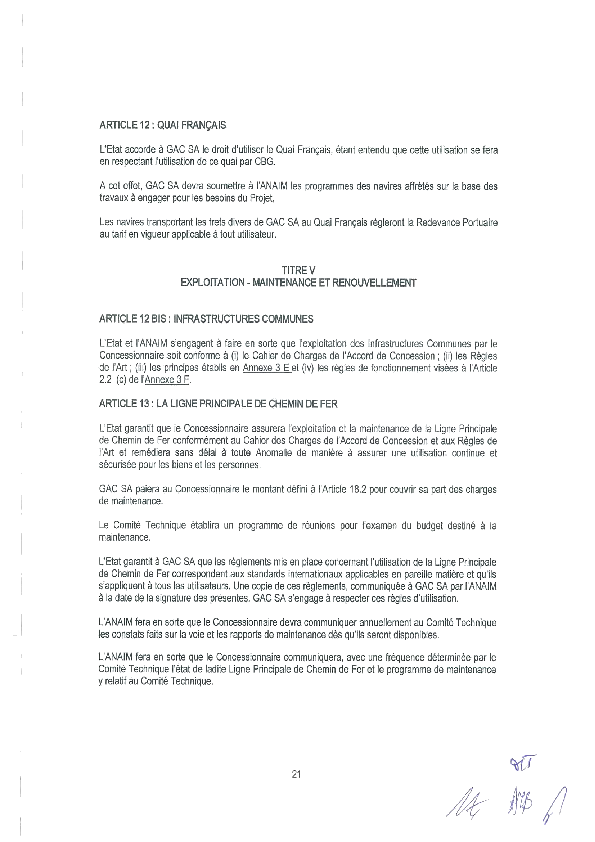 ARTICLE 12 : QUAI FRANÇAIS
L'Etat accorde à GAC SA le droit d'utiliser le Quai Français, étant entendu que cette utilisation se fera
en respectant l'utilisation de ce quai par CBG.
A cet effet, GAC SA devra soumettre à l'ANAIM les programmes des navires affrétés sur la base des
travaux à engager pour les besoins du Projet.
Les navires transportant les frets divers de GAC SA au Quai Français règleront la Redevance Portuaire
au tarif en vigueur applicable à tout utilisateur.
TITRE V
EXPLOITATION - MAINTENANCE ET RENOUVELLEMENT
ARTICLE 12 BIS : INFRASTRUCTURES COMMUNES
L'Etat et l'ANAIM s'engagent à faire en sorte que l'exploitation des Infrastructures Communes par le
Concessionnaire soit conforme à (i) le Cahier de Charges de l'Accord de Concession ; (ii) les Règles
de l'Art ; (iii) les principes établis en Annexe 3 E et (iv) les règles de fonctionnement visées à l'Article
2.2 (c) de l'Annexe 3 F.
ARTICLE 13 : LA LIGNE PRINCIPALE DE CHEMIN DE FER
L'Etat garantit que le Concessionnaire assurera l'exploitation et la maintenance de la Ligne Principale
de Chemin de Fer conformément au Cahier des Charges de l'Accord de Concession et aux Règles de
l'Art et remédiera sans délai à toute Anomalie de manière à assurer une utilisation continue et
sécurisée pour les biens et les personnes.
GAC SA paiera au Concessionnaire le montant défini à l'Article 18.2 pour couvrir sa part des charges
de maintenance.
Le Comité Technique établira un programme de réunions pour l'examen du budget destiné à la
maintenance.
L'Etat garantit à GAC SA que les règlements mis en place concernant l'utilisation de la Ligne Principale
de Chemin de Fer correspondent aux standards internationaux applicables en pareille matière et qu'ils
s'appliquent à tous les utilisateurs. Une copie de ces règlements, communiquée à GAC SA par l'ANAIM
à la date de la signature des présentes. GAC SA s'engage à respecter ces règles d'utilisation.
L'ANAIM fera en sorte que le Concessionnaire devra communiquer annuellement au Comité Technique
les constats faits sur la voie et les rapports de maintenance dès qu'ils seront disponibles.
L'ANAIM fera en sorte que le Concessionnaire communiquera, avec une fréquence déterminée par le
Comité Technique l'état de ladite Ligne Principale de Chemin de Fer et le programme de maintenance
y relatif au Comité Technique.
21